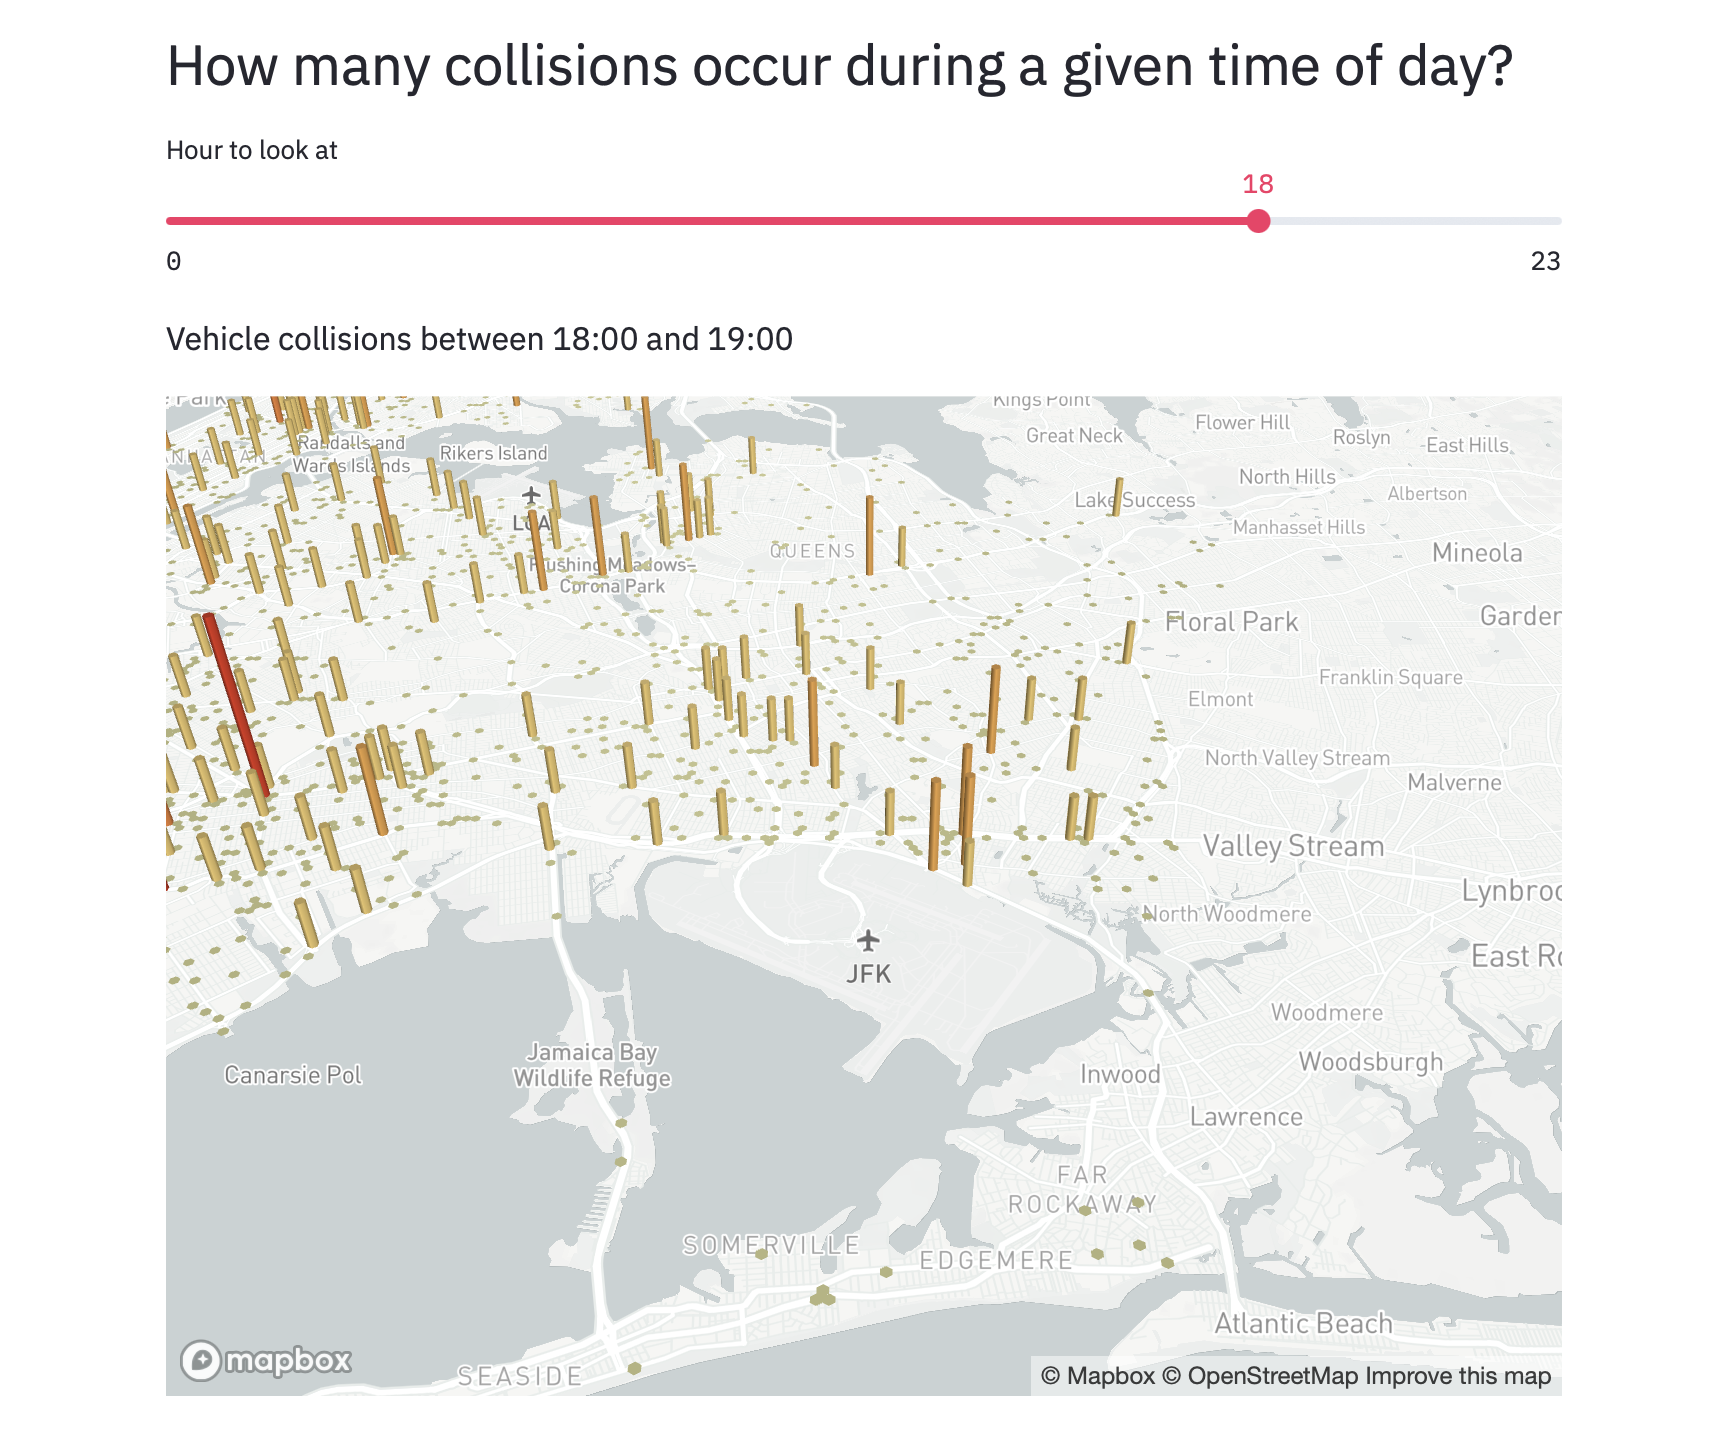 How many collisions occur during a given time of day?
Hour to look at
18
0
23
Vehicle collisions between 18:00 and 19:00
Park
Kings Point
Flower Hill
Great Neck
Roslyn
East Hills
Randalls and
Wards Islands
Rikers Island
North Hills
Albertson
Lake Success
LGA
Manhasset Hills
QUEENS
Mineola
Flushing Meadows–
Corona Park
Floral Park
Garden
Franklin Square
Elmont
North Valley Stream
Malverne
Valley Stream
Lynbroo
North Woodmere
JFK
East Ro
Woodmere
Jamaica Bay
Wildlife Refuge
Canarsie Pol
Inwood
Woodsburgh
Lawrence
FAR
ROCKAWAY
SOMERVILLE
EDGEMERE
Atlantic Beach
SEASIDE
mapbox
© Mapbox © OpenStreetMap Improve this map